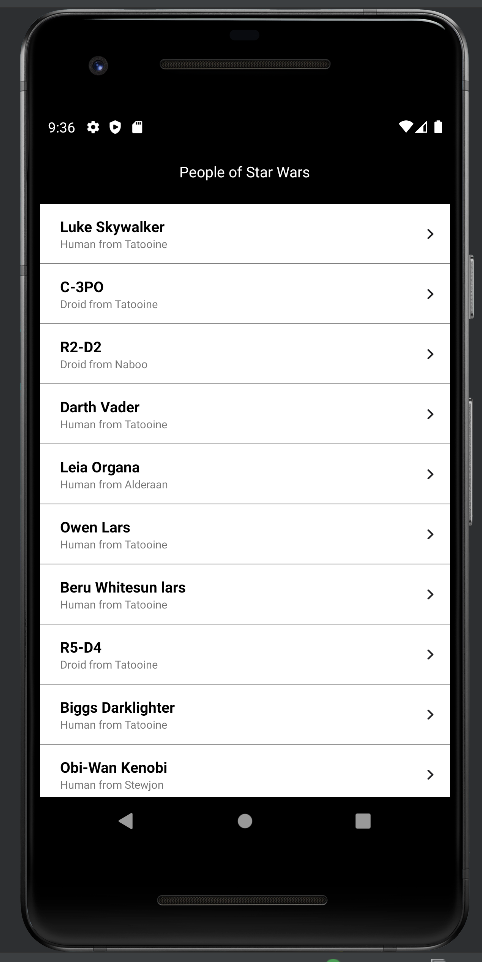 9:36
People of Star Wars
Luke Skywalker
Human from Tatooine
C-3PO
Droid from Tatooine
R2-D2
Droid from Naboo
Darth Vader
Human from Tatooine
Leia Organa
Human from Alderaan
Owen Lars
Human from Tatooine
Beru Whitesun lars
Human from Tatooine
R5-D4
Droid from Tatooine
Biggs Darklighter
Human from Tatooine
Obi-Wan Kenobi
Human from Stewjon